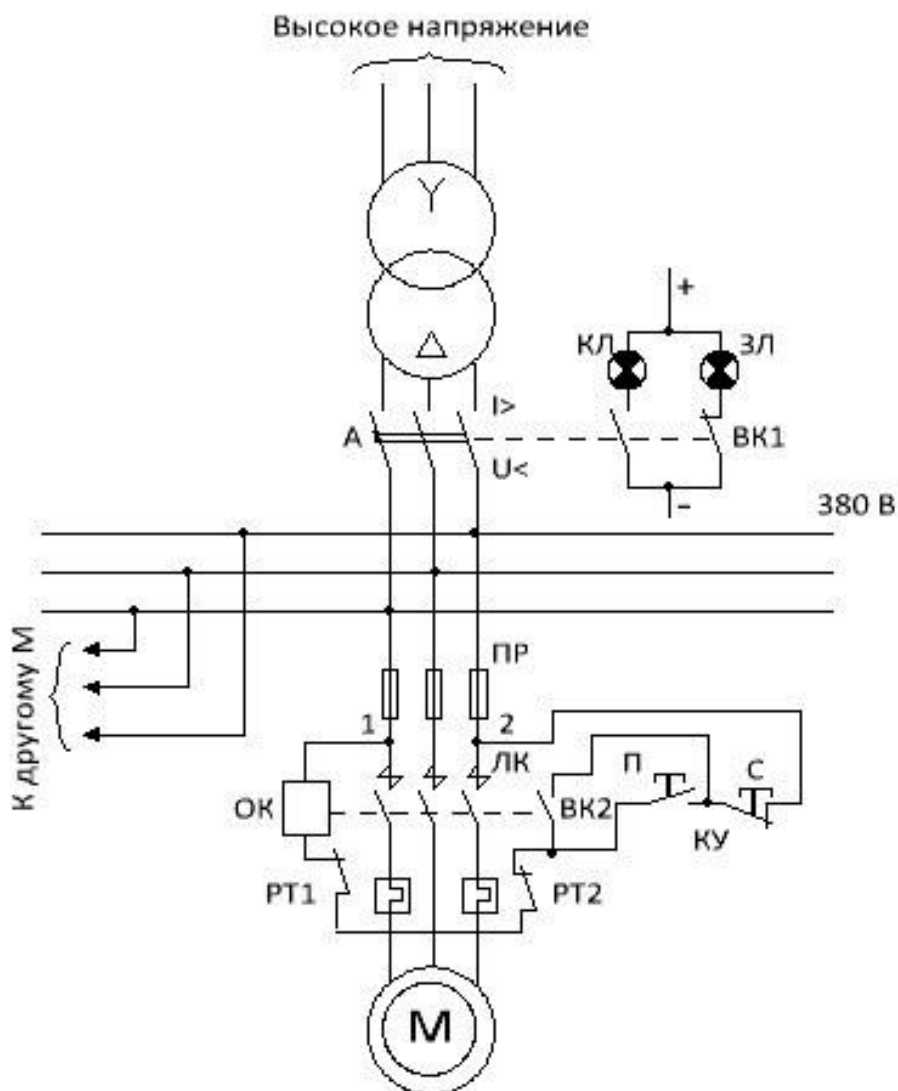 Высокое напряжение
+
КЛ
ЗЛ
I>
А
ВК1
U<
-
380 В
К другому М
ПР
1
2
ЛК
П
С
ОК
ВК2
КУ
РТ1
РТ2
М